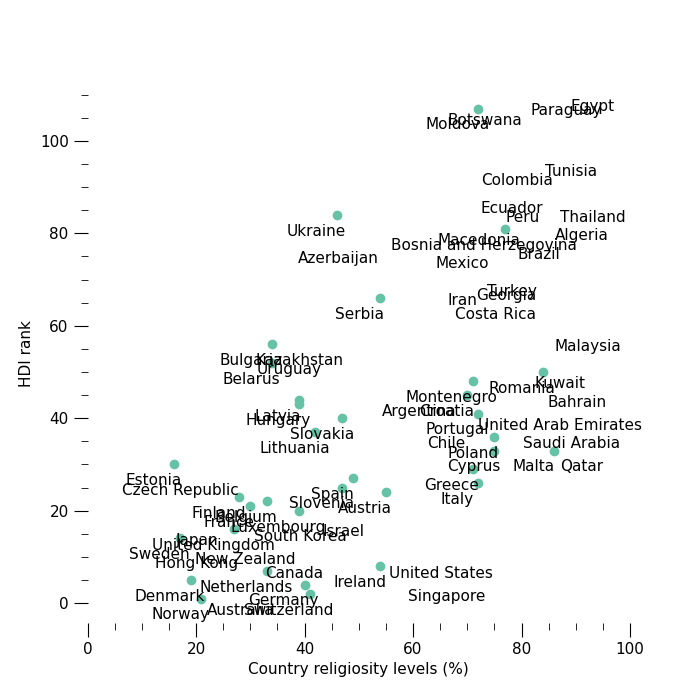 Egypt
Paraguay
Botswana
Moldova
100
Tunisia
Colombia
Ecuador
Peru
Thailand
Ukraine
80
Algeria
Macedonia
Bosnia and Herzegovina
Brazil
Azerbaijan
Mexico
Turkey
Georgia
Iran
Serbia
Costa Rica
60
Malaysia
HDI rank
Bulgaria
Kazakhstan
Uruguay
Belarus
Kuwait
Romania
Montenegro
Bahrain
Argentina
Croatia
40
Latvia
Hungary
United Arab Emirates
Portugal
Slovakia
Chile
Saudi Arabia
Lithuania
Poland
Cyprus
Malta
Qatar
Estonia
Greece
Czech Republic
Spain
Italy
Slovenia
Austria
20
Finland
Belgium
France
Luxembourg
Israel
South Korea
Japan
United Kingdom
Sweden
New Zealand
Hong Kong
Canada
United States
Ireland
Netherlands
Denmark
Singapore
Germany
0
Norway
Australia
Switzerland
0
20
40
60
80
100
Country religiosity levels (%)